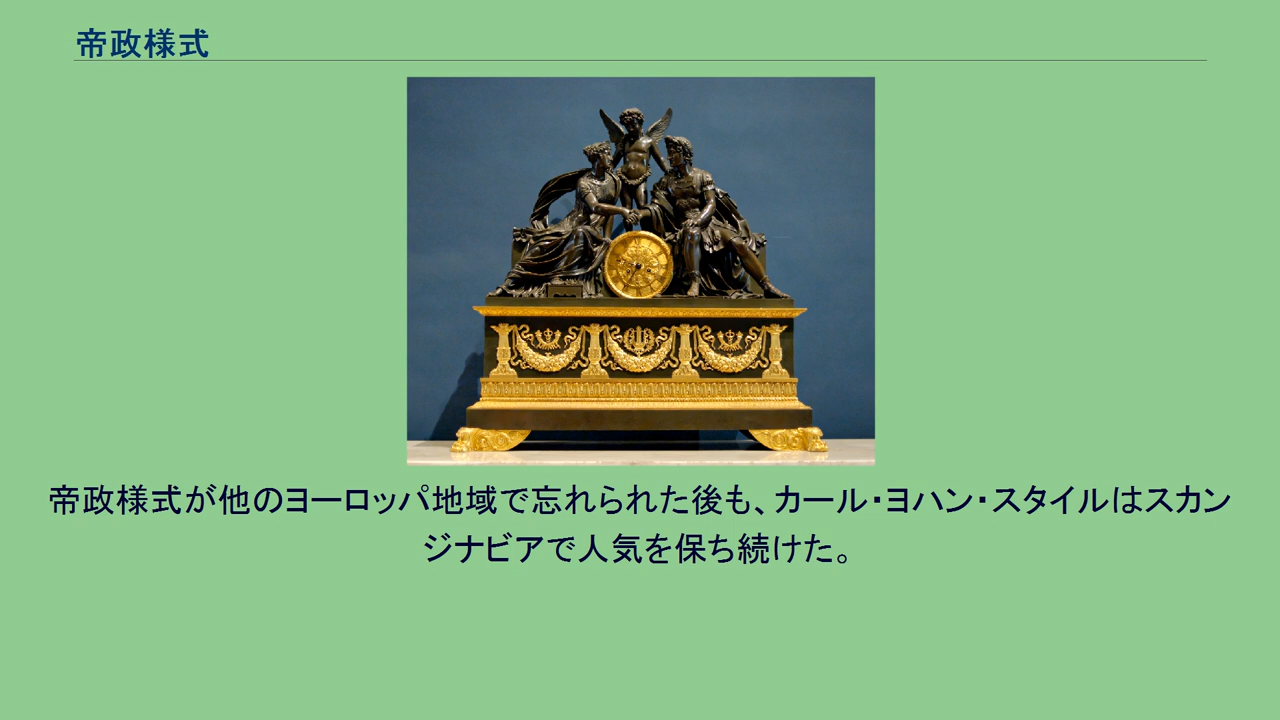 帝政様式
帝政様式が他のヨーロッパ地域で忘れられた後も、カール・ヨハン・スタイルはスカン
ジナビアで人気を保ち続けた。